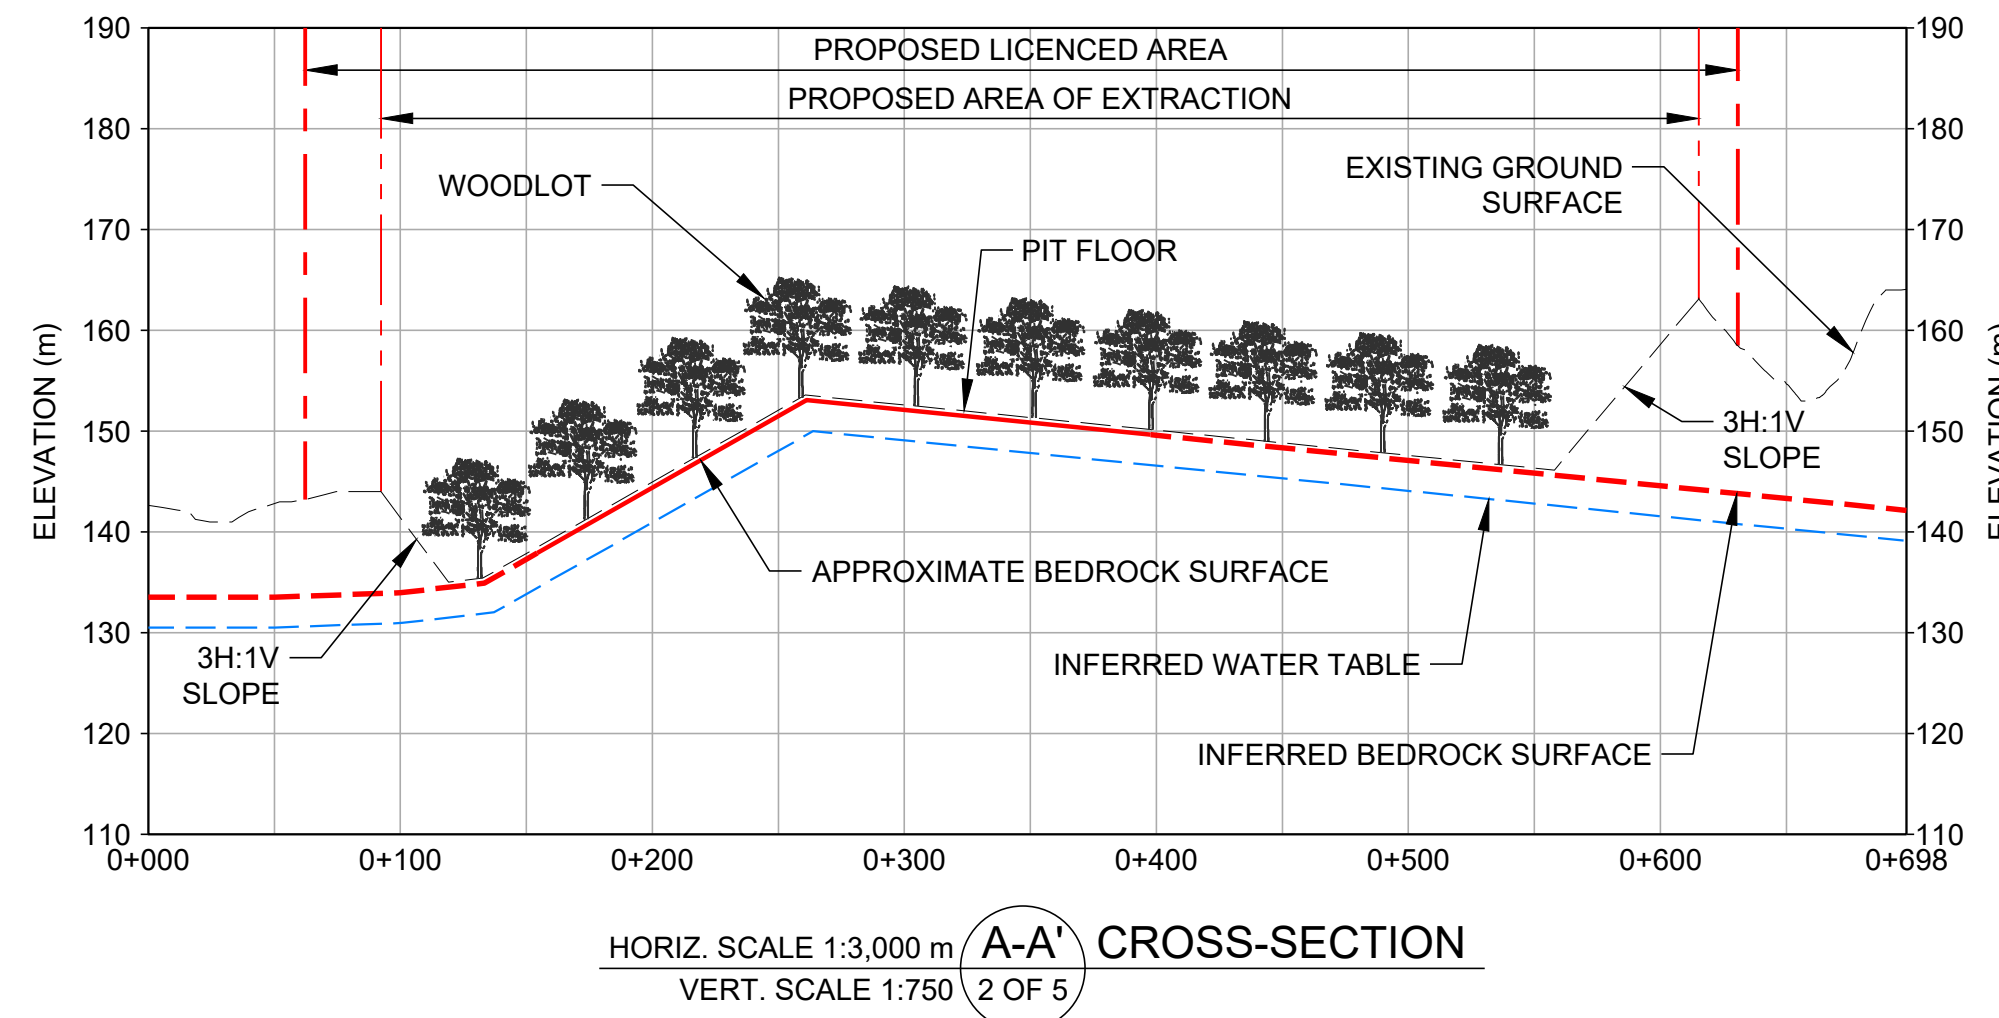 190
190
PROPOSED LICENCED AREA
PROPOSED AREA OF EXTRACTION
180
180
EXISTING GROUND
SURFACE
WOODLOT
170
170
PIT FLOOR
160
160
ELEVATION (m)
ELEVATION (m)
150
150
3H:1V
SLOPE
140
140
APPROXIMATE BEDROCK SURFACE
130
130
3H:1V
SLOPE
INFERRED WATER TABLE
120
120
INFERRED BEDROCK SURFACE
110
110
0+000
0+100
0+200
0+300
0+400
0+500
0+600
0+698
HORIZ. SCALE 1:3,000 m
A-A' CROSS-SECTION
VERT. SCALE 1:750
2 OF 5